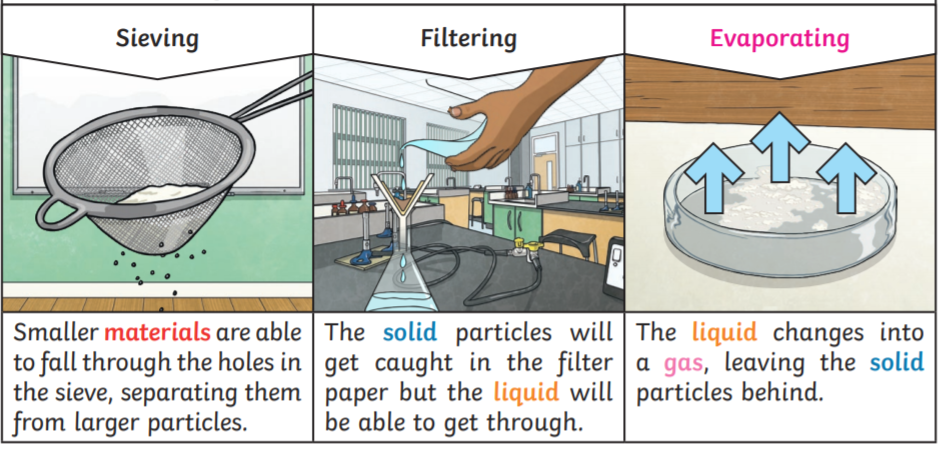 Sieving
Smaller materials are able
to fall through the holes in
the sieve, separating them
from larger particles.
Filtering
The solid particles will
get caught in the filter
paper but the liquid will
be able to get through.
Evaporating
The liquid changes into
a gas, leaving the solid
particles behind.